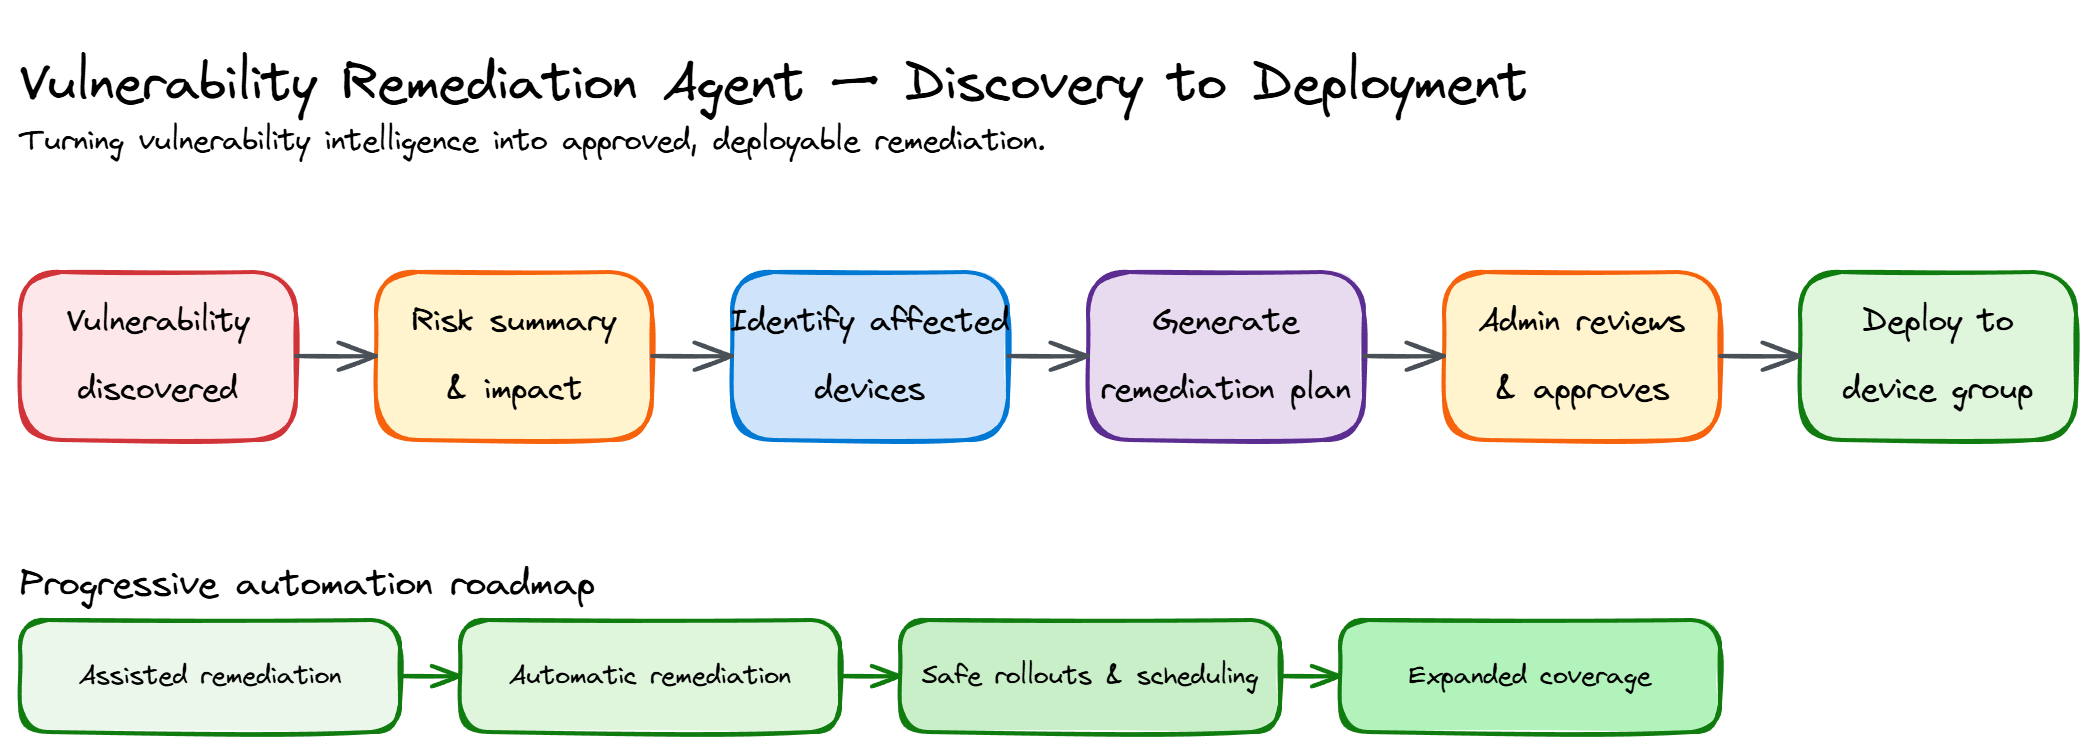 Vulnerability Remediation Agent — Discovery to Deployment
Turning vulnerability intelligence into approved, deployable remediation.
Vulnerability
discovered
Risk summary
& impact
Identify affected
devices
Generate
remediation plan
Admin reviews
& approves
Deploy to
device group
Progressive automation roadmap
Assisted remediation
Automatic remediation
Safe rollouts & scheduling
Expanded coverage